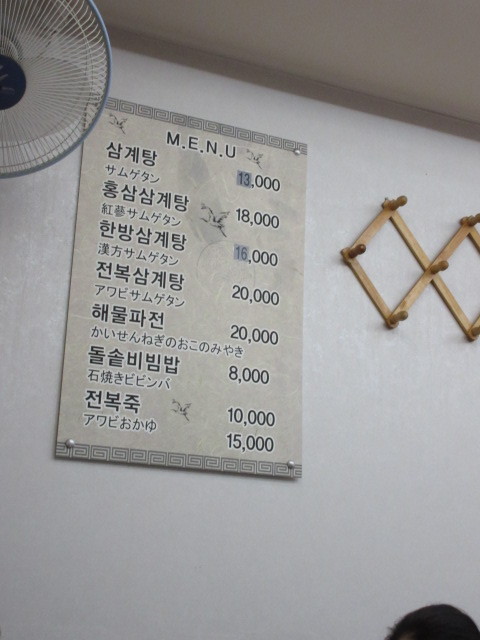 M.E.N.U
삼계탕 13,000
サムゲタン
홍삼삼계탕 18,000
紅蔘サムゲタン
한방삼계탕 16,000
漢方サムゲタン
전복삼계탕 20,000
アワビサムゲタン
해물파전 20,000
かいせんねぎのおこのみやき
돌솥비빔밥 8,000
石焼きビビンバ
전복죽 10,000
アワビおかゆ 15,000